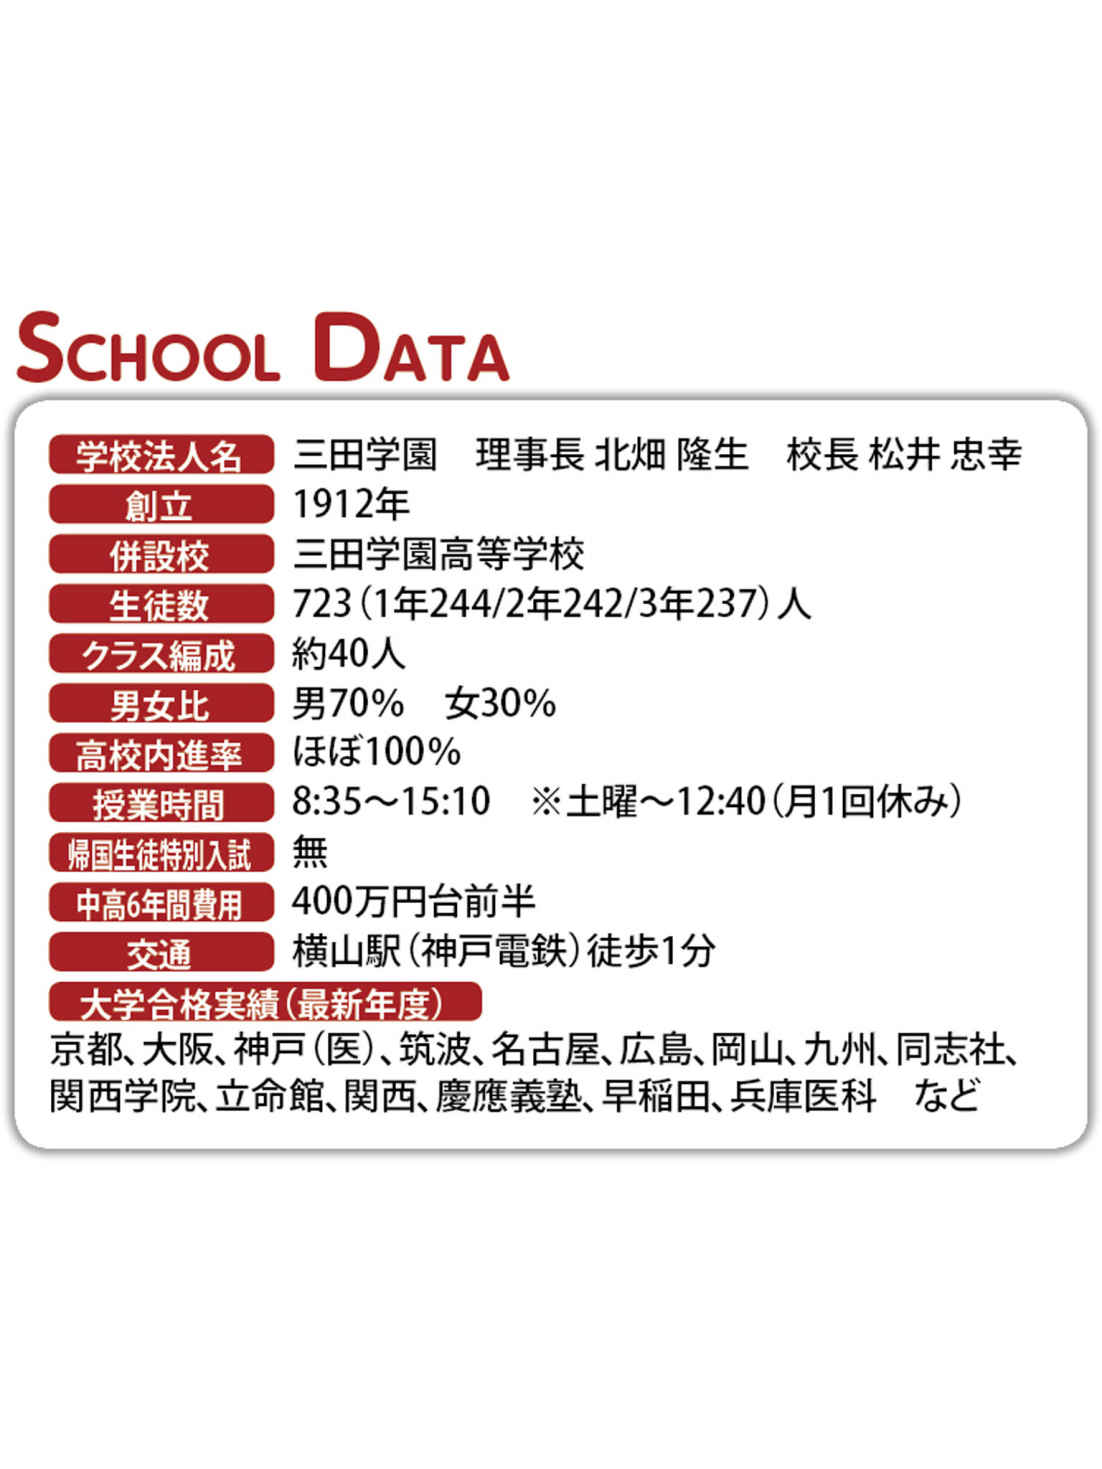 SCHOOL DATA
学校法人名 三田学園　理事長 北畑 隆生　校長 松井 忠幸
創立 1912年
併設校 三田学園高等学校
生徒数 723（1年244/2年242/3年237）人
クラス編成 約40人
男女比 男70%　女30%
高校内進率 ほぼ100%
授業時間 8:35〜15:10　※土曜〜12:40（月1回休み）
帰国生徒特別入試 無
中高6年間費用 400万円台前半
交通 横山駅（神戸電鉄）徒歩1分
大学合格実績（最新年度）
京都、大阪、神戸（医）、筑波、名古屋、広島、岡山、九州、同志社、
関西学院、立命館、関西、慶應義塾、早稲田、兵庫医科　など